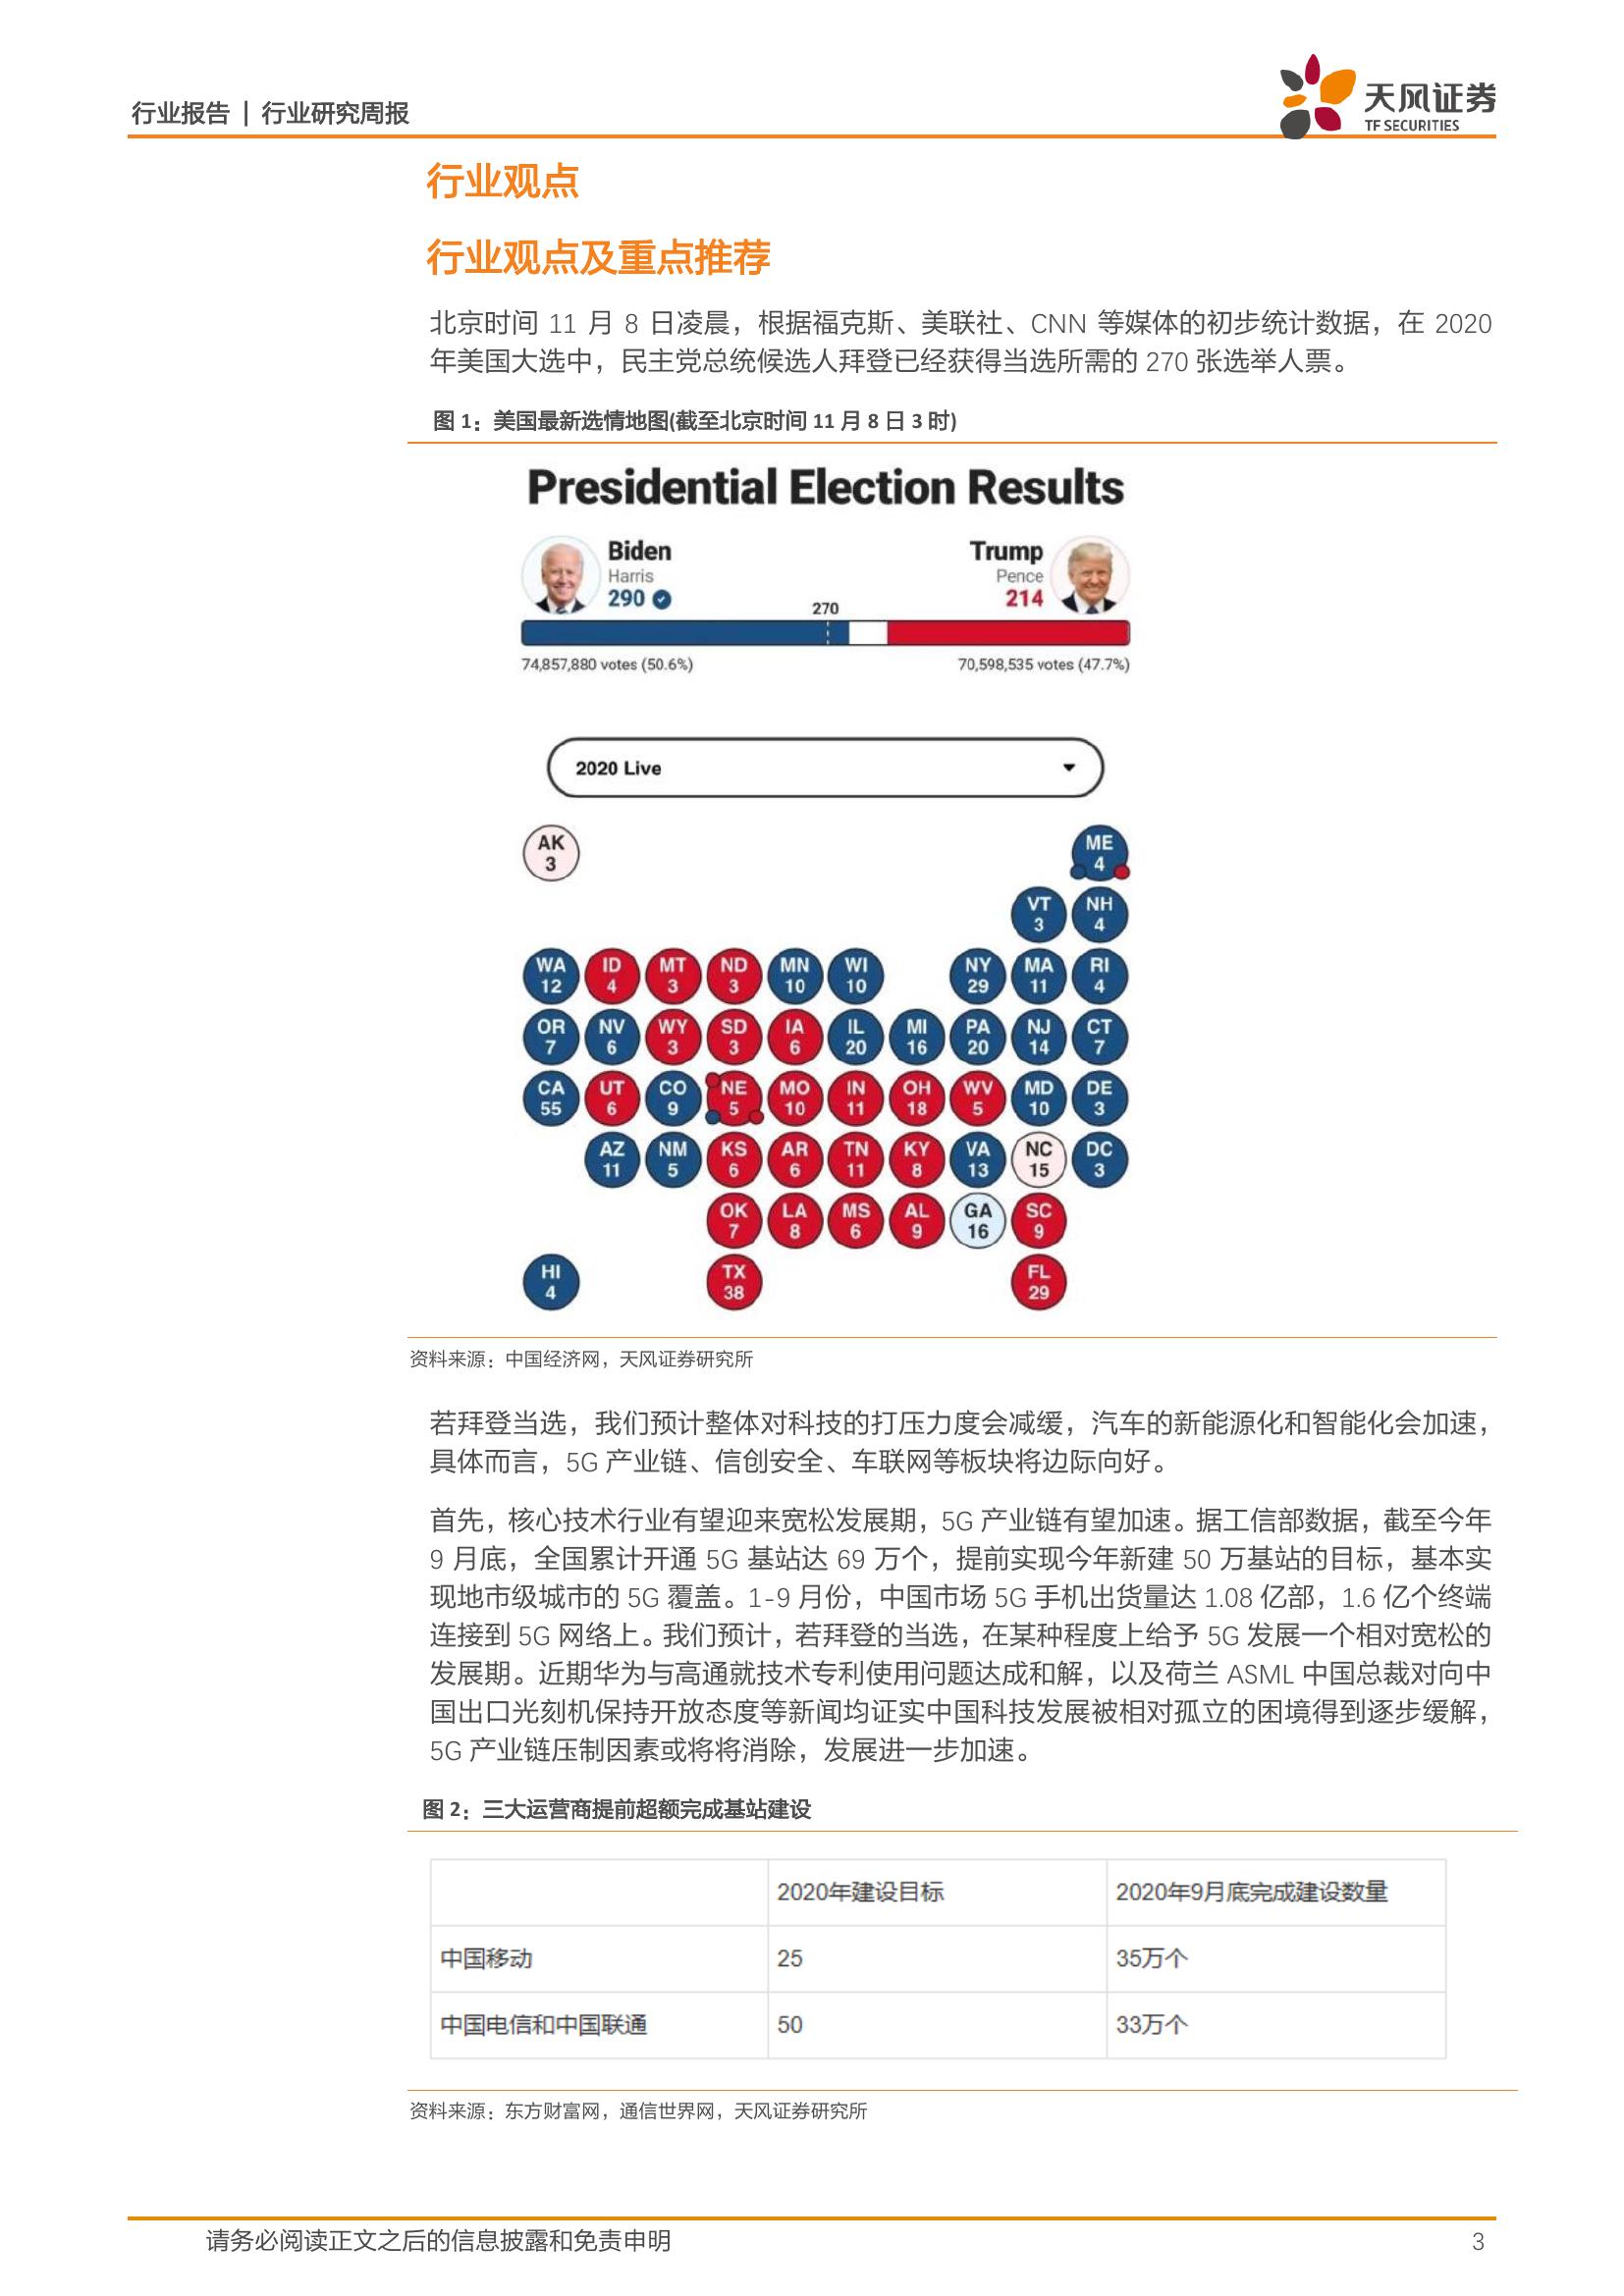 行业报告 | 行业研究周报
天风证券
TF SECURITIES
行业观点
行业观点及重点推荐
北京时间 11 月 8 日凌晨，根据福克斯、美联社、CNN 等媒体的初步统计数据，在 2020
年美国大选中，民主党总统候选人拜登已经获得当选所需的 270 张选举人票。
图 1：美国最新选情地图(截至北京时间 11 月 8 日 3 时)
Presidential Election Results
Biden
Harris
290
Trump
Pence
214
270
74,857,880 votes (50.6%)
70,598,535 votes (47.7%)
2020 Live
AK 3
ME 4
VT 3
NH 4
WA 12
ID 4
MT 3
ND 3
MN 10
WI 10
NY 29
MA 11
RI 4
OR 7
NV 6
WY 3
SD 3
IA 6
IL 20
MI 16
PA 20
NJ 14
CT 7
CA 55
UT 6
CO 9
NE 5
MO 10
IN 11
OH 18
WV 5
MD 10
DE 3
AZ 11
NM 5
KS 6
AR 6
TN 11
KY 8
VA 13
NC 15
DC 3
OK 7
LA 8
MS 6
AL 9
GA 16
SC 9
HI 4
TX 38
FL 29
资料来源：中国经济网，天风证券研究所
若拜登当选，我们预计整体对科技的打压力度会减缓，汽车的新能源化和智能化会加速，
具体而言，5G 产业链、信创安全、车联网等板块将边际向好。
首先，核心技术行业有望迎来宽松发展期，5G 产业链有望加速。据工信部数据，截至今年
9 月底，全国累计开通 5G 基站达 69 万个，提前实现今年新建 50 万基站的目标，基本实
现地市级城市的 5G 覆盖。1-9 月份，中国市场 5G 手机出货量达 1.08 亿部，1.6 亿个终端
连接到 5G 网络上。我们预计，若拜登的当选，在某种程度上给予 5G 发展一个相对宽松的
发展期。近期华为与高通就技术专利使用问题达成和解，以及荷兰 ASML 中国总裁对向中
国出口光刻机保持开放态度等新闻均证实中国科技发展被相对孤立的困境得到逐步缓解，
5G 产业链压制因素或将将消除，发展进一步加速。
图 2：三大运营商提前超额完成基站建设
2020年建设目标 2020年9月底完成建设数量
中国移动 25 35万个
中国电信和中国联通 50 33万个
资料来源：东方财富网，通信世界网，天风证券研究所
请务必阅读正文之后的信息披露和免责申明 3